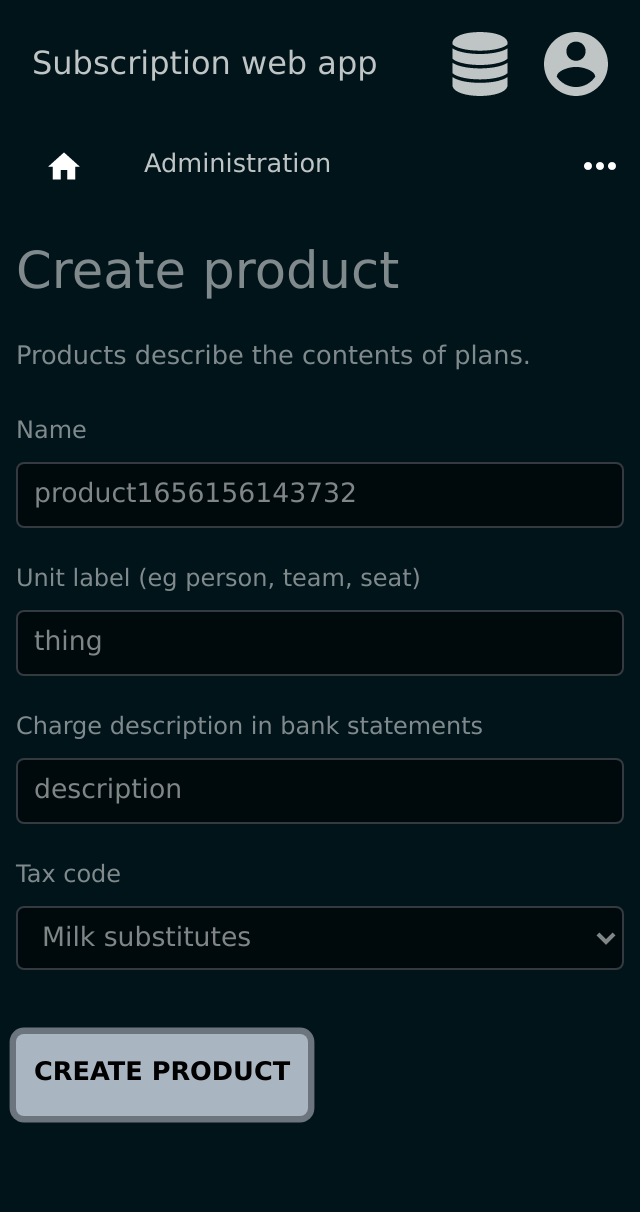 Subscription web app
Administration
Create product
Products describe the contents of plans.
Name
product1656156143732
Unit label (eg person, team, seat)
thing
Charge description in bank statements
description
Tax code
Milk substitutes
CREATE PRODUCT